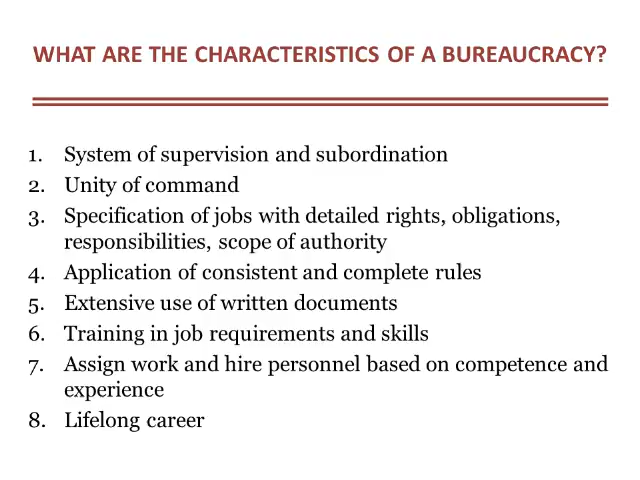 WHAT ARE THE CHARACTERISTICS OF A BUREAUCRACY?
1. System of supervision and subordination
2. Unity of command
3. Specification of jobs with detailed rights, obligations,
responsibilities, scope of authority
4. Application of consistent and complete rules
5. Extensive use of written documents
6. Training in job requirements and skills
7. Assign work and hire personnel based on competence and
experience
8. Lifelong career